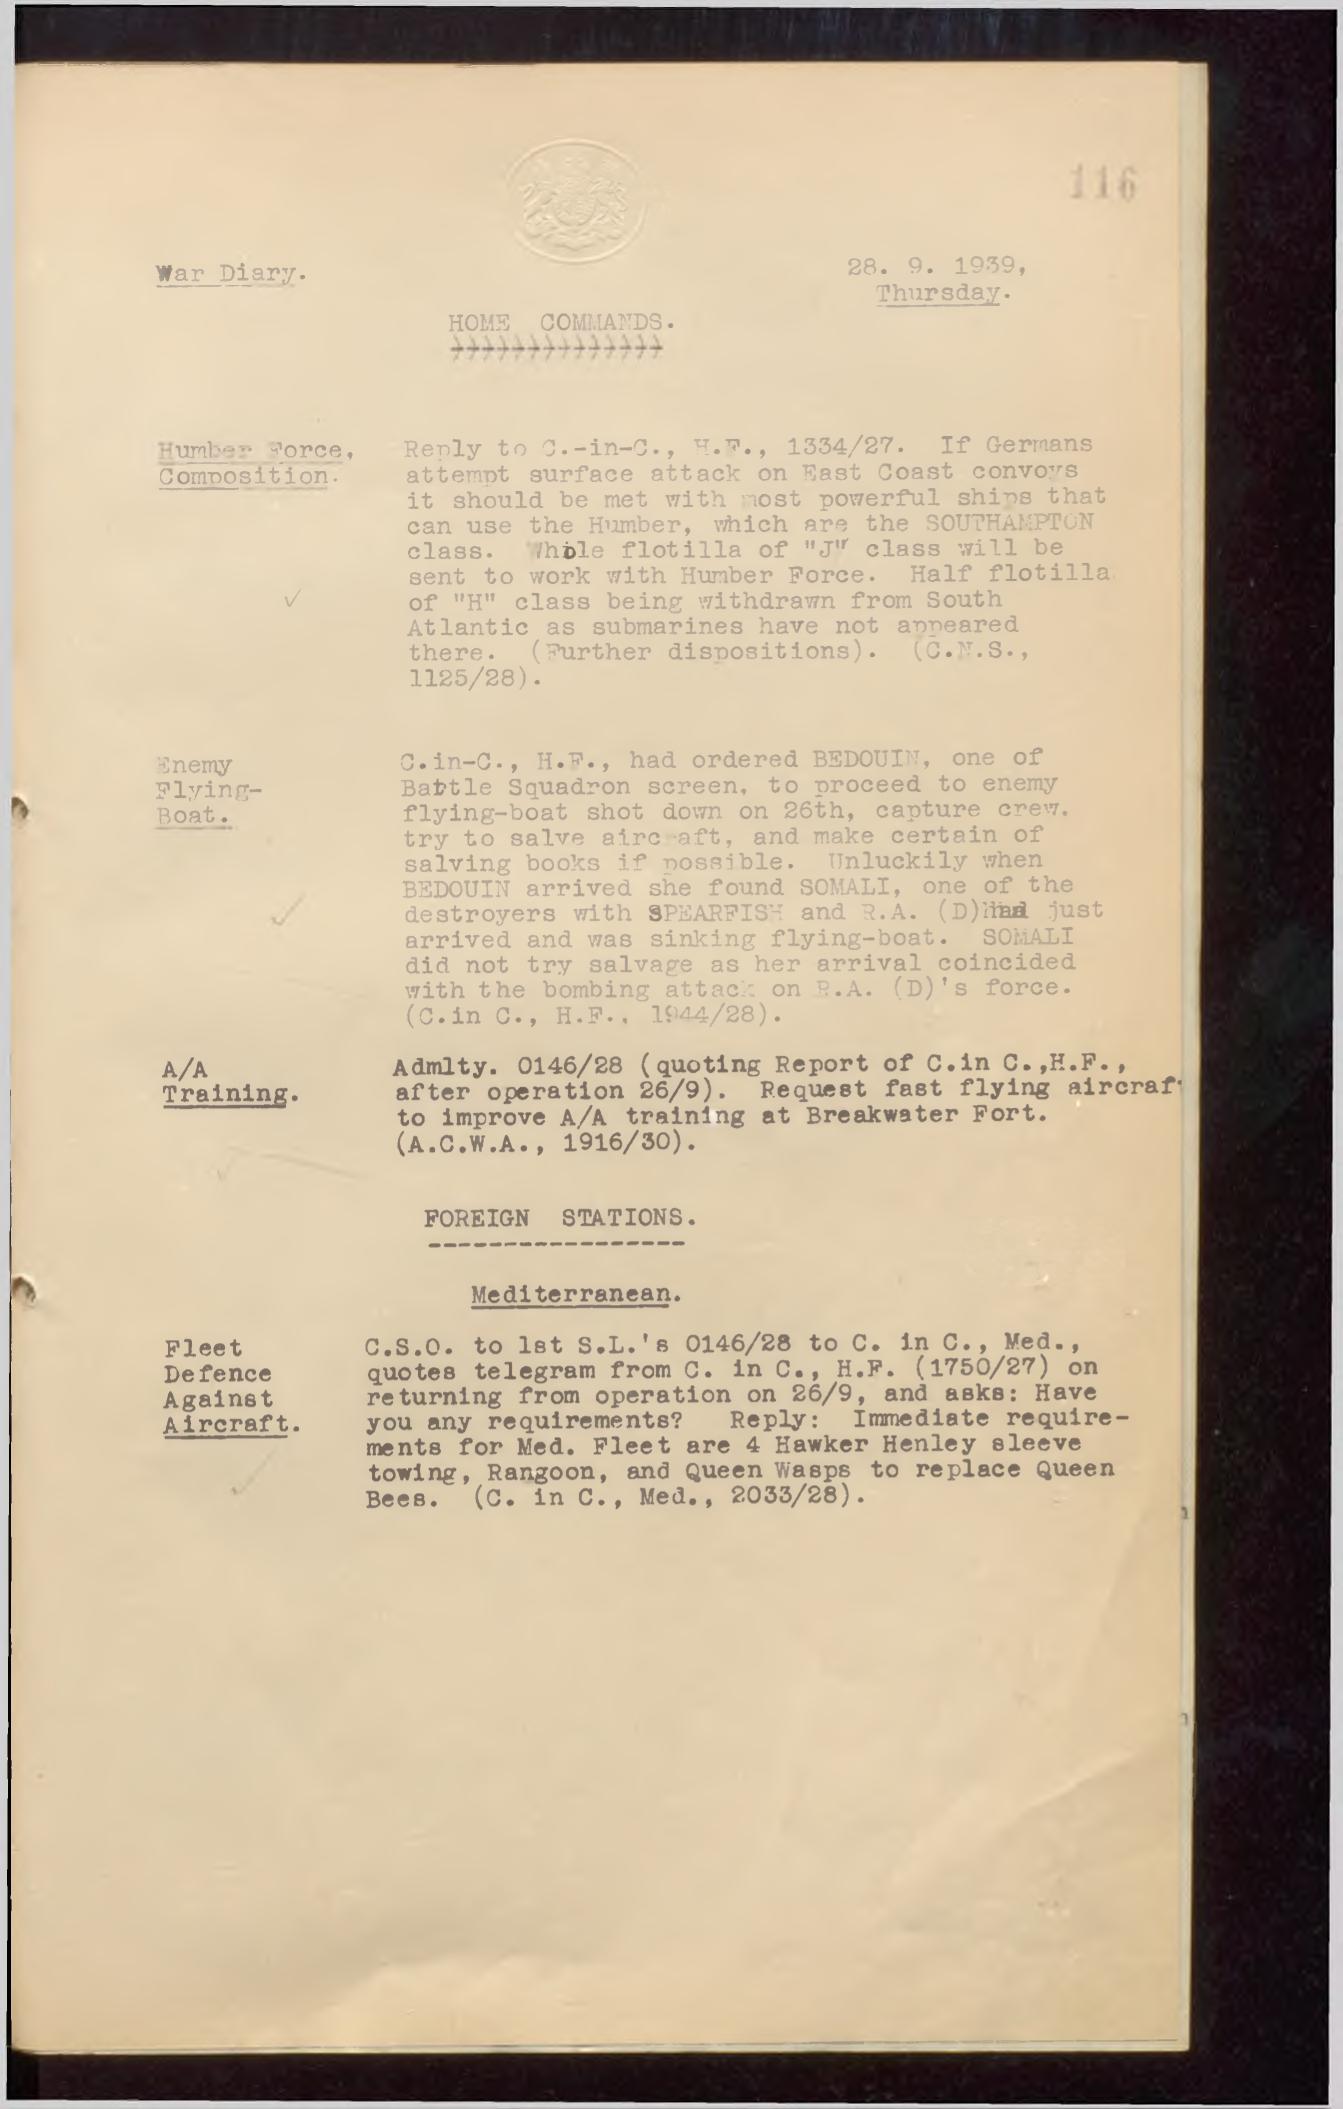 116
War Diary.
28. 9. 1939,
Thursday.
HOME COMMANDS.
Humber Force,
Composition.
Reply to C.-in-C., H.F., 1334/27. If Germans
attempt surface attack on East Coast convoys
it should be met with most powerful ships that
can use the Humber, which are the SOUTHAMPTON
class. Whole flotilla of "J" class will be
sent to work with Humber Force. Half flotilla
of "H" class being withdrawn from South
Atlantic as submarines have not appeared
there. (Further dispositions). (C.N.S.,
1125/28).
Enemy
Flying-
Boat.
C.in-C., H.F., had ordered BEDOUIN, one of
Battle Squadron screen, to proceed to enemy
flying-boat shot down on 26th, capture crew.
try to salve aircraft, and make certain of
salving books if possible. Unluckily when
BEDOUIN arrived she found SOMALI, one of the
destroyers with SPEARFISH and R.A. (D) had just
arrived and was sinking flying-boat. SOMALI
did not try salvage as her arrival coincided
with the bombing attack on R.A. (D)'s force.
(C.in C., H.F., 1944/28).
A/A
Training.
Admlty. 0146/28 (quoting Report of C.in C.,H.F.,
after operation 26/9). Request fast flying aircraf
to improve A/A training at Breakwater Fort.
(A.C.W.A., 1916/30).
FOREIGN STATIONS.
Mediterranean.
Fleet
Defence
Against
Aircraft.
C.S.O. to 1st S.L.'s 0146/28 to C. in C., Med.,
quotes telegram from C. in C., H.F. (1750/27) on
returning from operation on 26/9, and asks: Have
you any requirements? Reply: Immediate require-
ments for Med. Fleet are 4 Hawker Henley sleeve
towing, Rangoon, and Queen Wasps to replace Queen
Bees. (C. in C., Med., 2033/28).